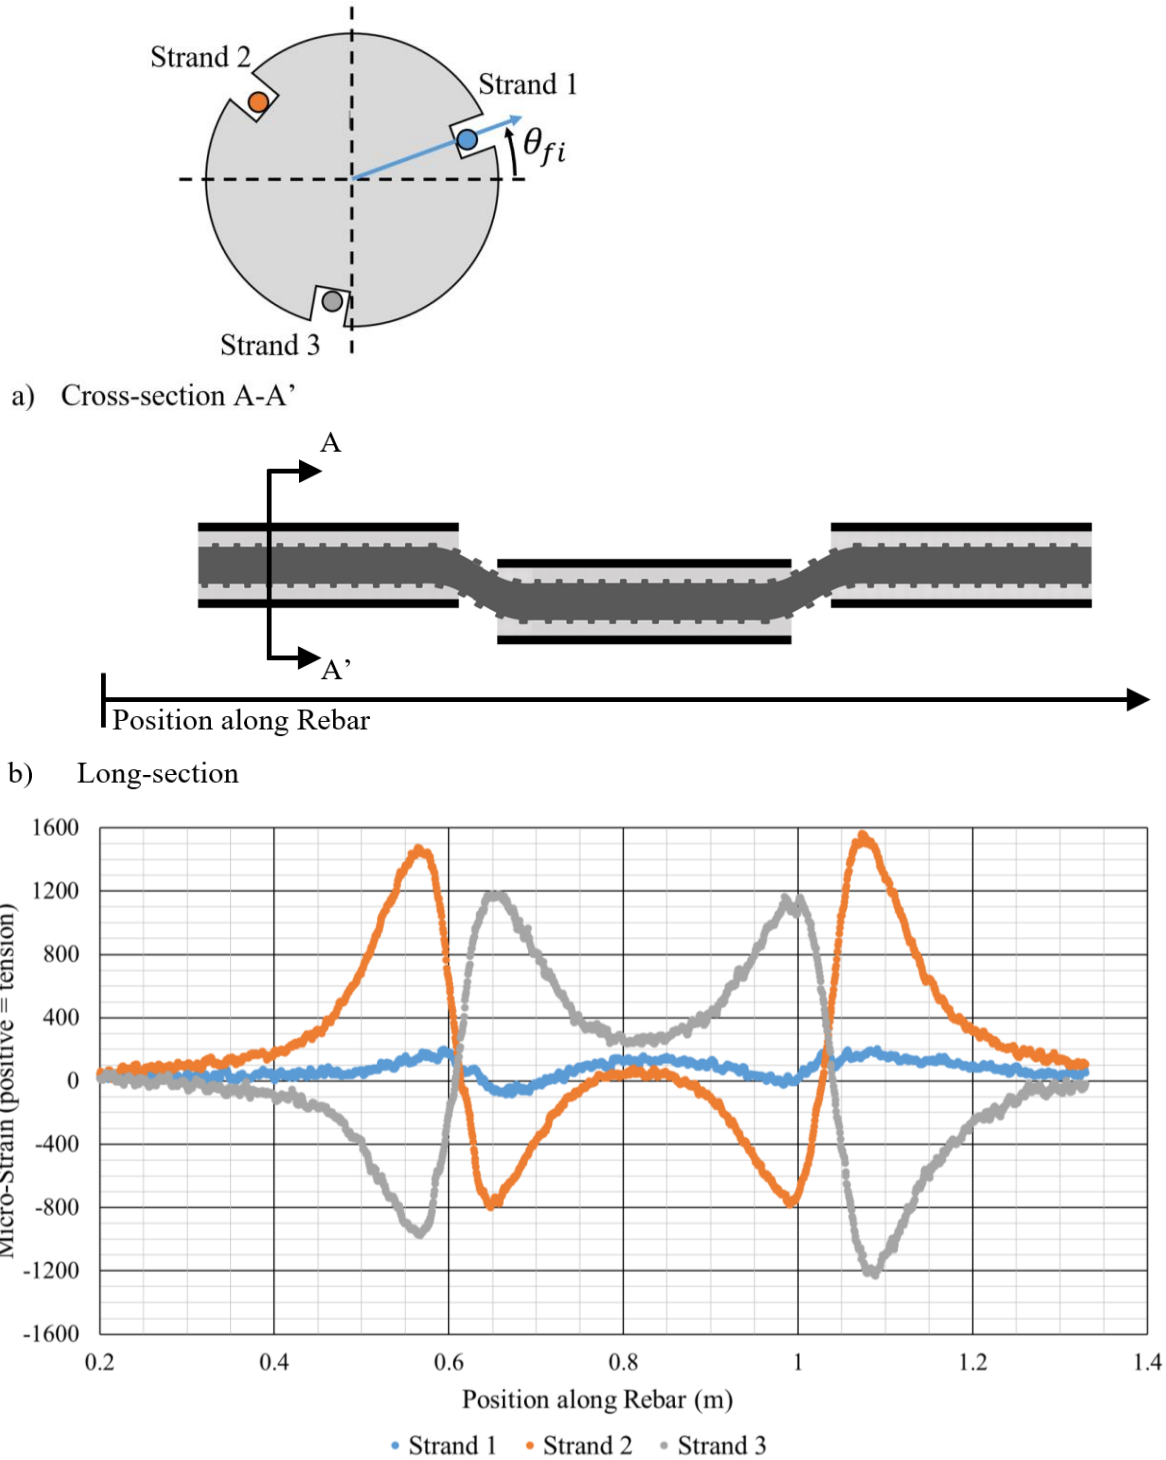 Strand 2
Strand 1
θfi
Strand 3
a) Cross-section A-A’
A
A’
Position along Rebar
b) Long-section
Micro-Strain (positive = tension)
1600
1200
800
400
0
-400
-800
-1200
-1600
0.2 0.4 0.6 0.8 1 1.2 1.4
Position along Rebar (m)
Strand 1 Strand 2 Strand 3